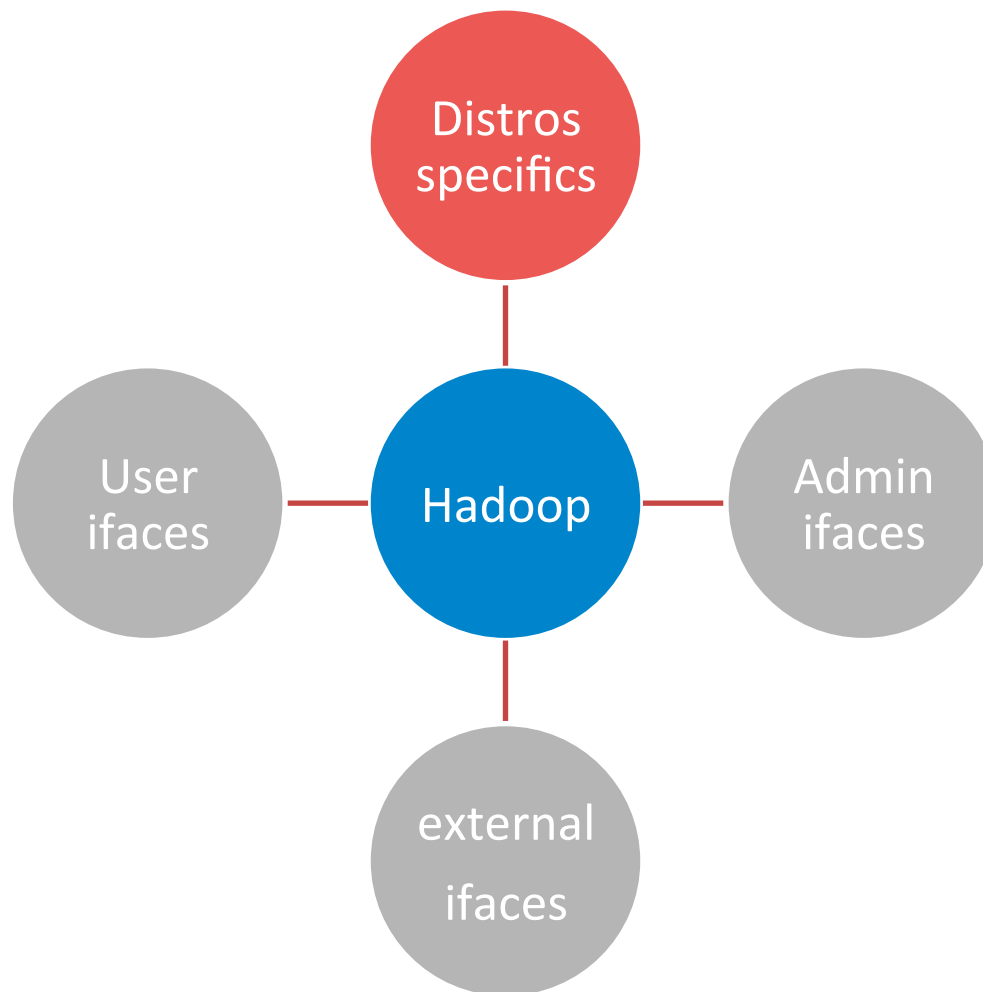 Distros
specifics
User
ifaces
Hadoop
Admin
ifaces
external
ifaces